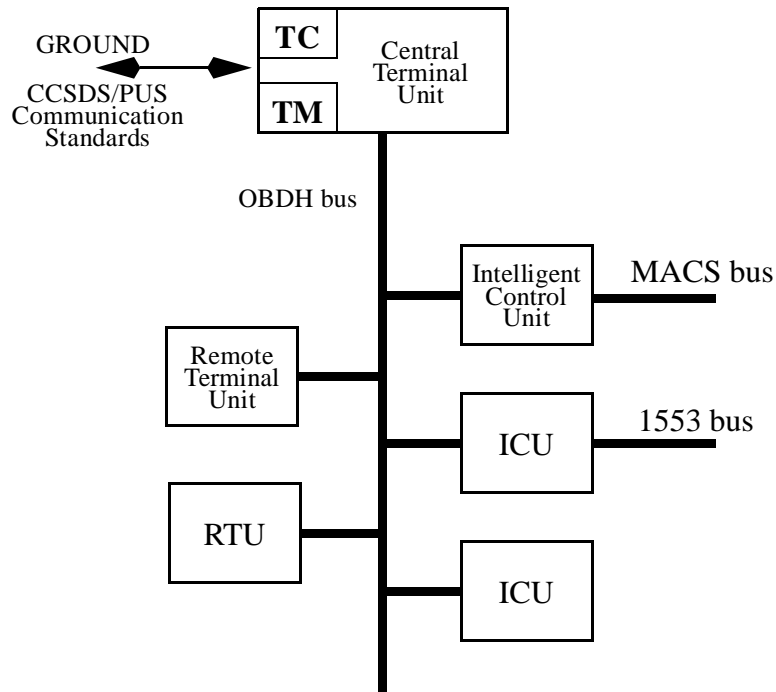 GROUND
CCSDS/PUS
Communication
Standards
TC
TM
Central
Terminal
Unit
OBDH bus
Intelligent
Control
Unit
MACS bus
Remote
Terminal
Unit
ICU
1553 bus
RTU
ICU